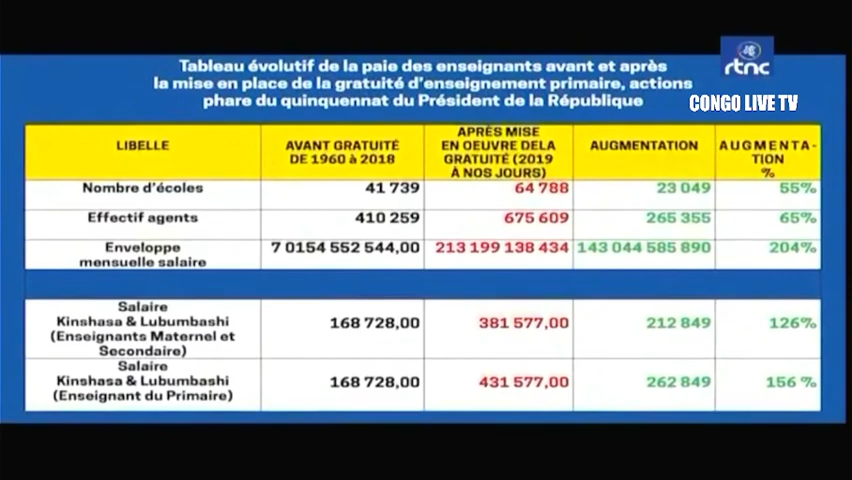 rtnc
Tableau évolutif de la paie des enseignants avant et après
la mise en place de la gratuité d'enseignement primaire, actions
phare du quinquennat du Président de la République
CONGO LIVE TV
LIBELLE
AVANT GRATUITÉ
DE 1960 à 2018
APRÈS MISE
EN OEUVRE DELA
GRATUITÉ (2019
À NOS JOURS)
AUGMENTATION
AUGMENTA-
TION
%
Nombre d'écoles 41 739 64 788 23 049 55%
Effectif agents 410 259 675 609 265 355 65%
Enveloppe
mensuelle salaire
7 0154 552 544,00 213 199 138 434 143 044 585 890 204%
Salaire
Kinshasa & Lubumbashi
(Enseignants Maternel et
Secondaire)
168 728,00 381 577,00 212 849 126%
Salaire
Kinshasa & Lubumbashi
(Enseignant du Primaire)
168 728,00 431 577,00 262 849 156 %